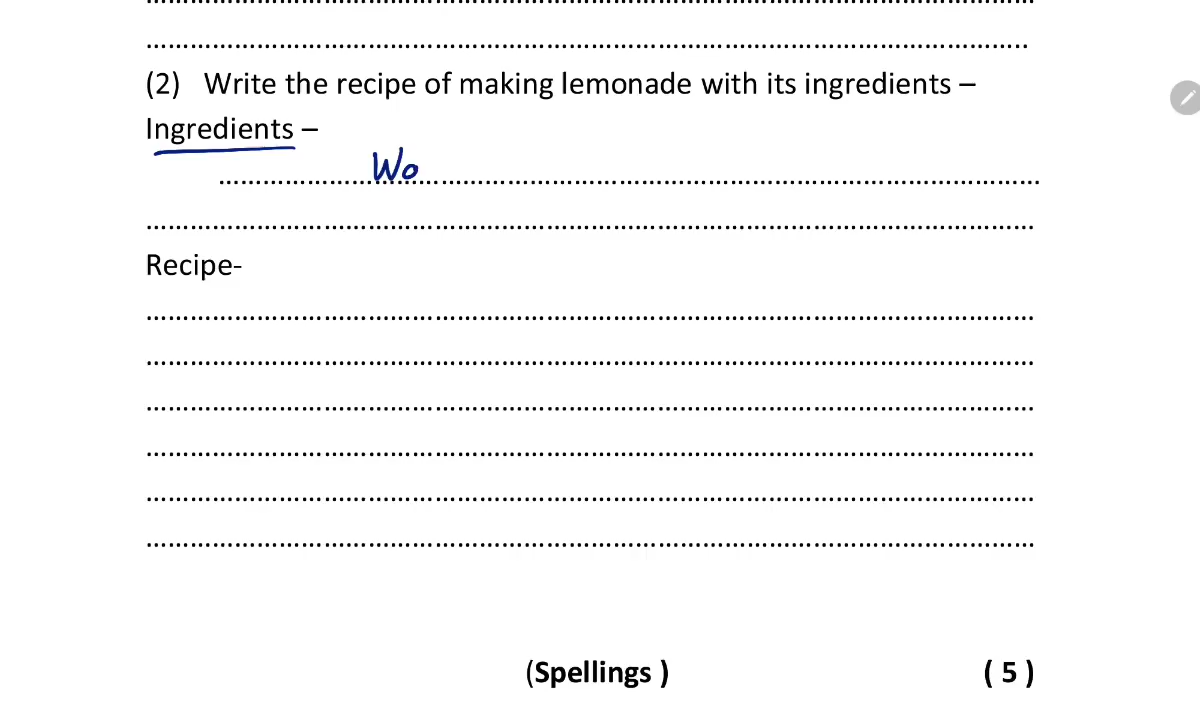 (2) Write the recipe of making lemonade with its ingredients –
Ingredients –
Wo
Recipe-
(Spellings ) ( 5 )